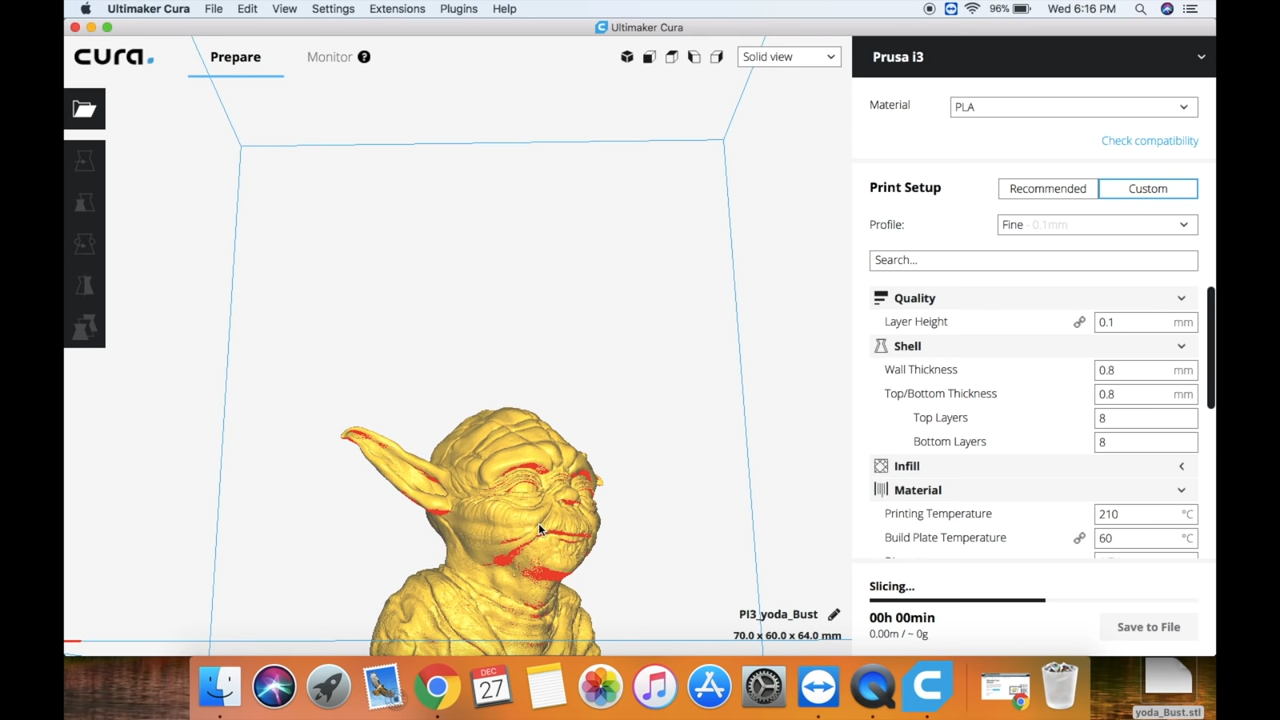 Ultimaker Cura File Edit View Settings Extensions Plugins Help 96% Wed 6:16 PM
Ultimaker Cura
cura. Prepare Monitor ? Solid view Prusa i3
Material PLA
Check compatibility
Print Setup Recommended Custom
Profile: Fine - 0.1mm
Search...
Quality
Layer Height 0.1 mm
Shell
Wall Thickness 0.8 mm
Top/Bottom Thickness 0.8 mm
Top Layers 8
Bottom Layers 8
Infill
Material
Printing Temperature 210 °C
Build Plate Temperature 60 °C
Slicing...
PI3_yoda_Bust 00h 00min
70.0 x 60.0 x 64.0 mm 0.00m / ~ 0g Save to File
DEC
27
yoda_Bust.stl